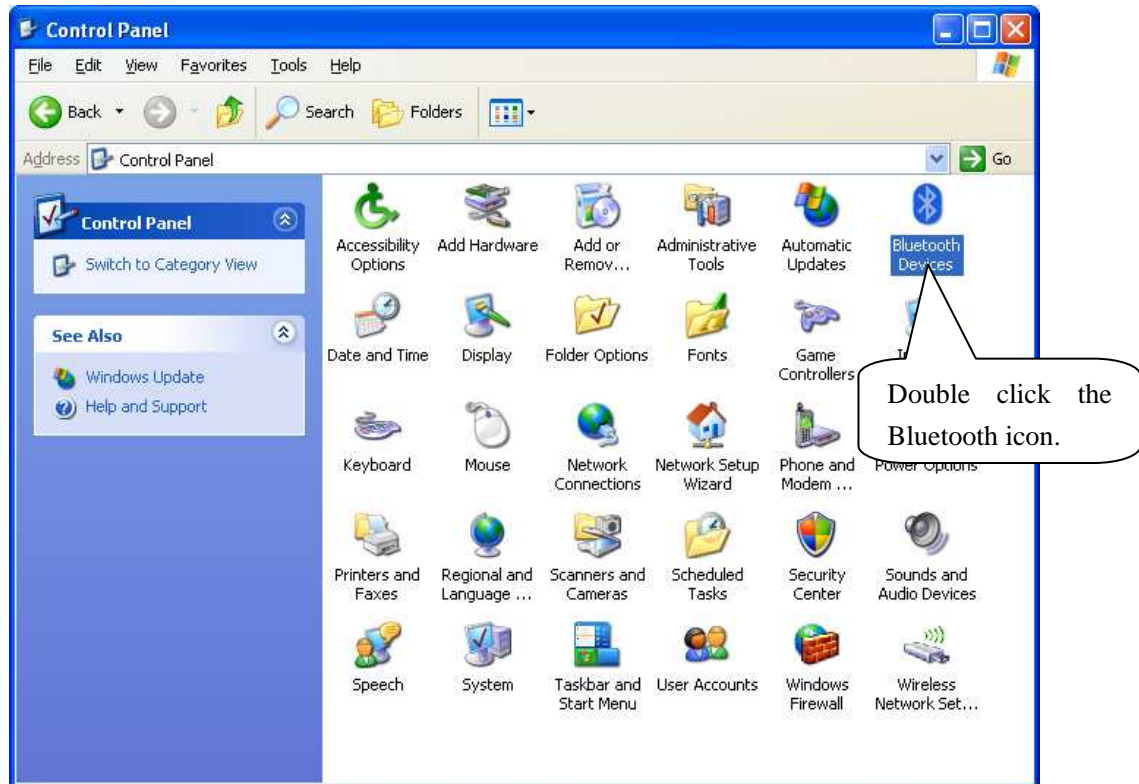 Control Panel
File Edit View Favorites Tools Help
Back Search Folders
Address Control Panel Go
Control Panel
Switch to Category View
See Also
Windows Update
Help and Support
Accessibility
Options
Add Hardware
Add or
Remov...
Administrative
Tools
Automatic
Updates
Bluetooth
Devices
Date and Time
Display
Folder Options
Fonts
Game
Controllers
Double click the
Bluetooth icon.
Keyboard
Mouse
Network
Connections
Network Setup
Wizard
Phone and
Modem ...
Power Options
Printers and
Faxes
Regional and
Language ...
Scanners and
Cameras
Scheduled
Tasks
Security
Center
Sounds and
Audio Devices
Speech
System
Taskbar and
Start Menu
User Accounts
Windows
Firewall
Wireless
Network Set...